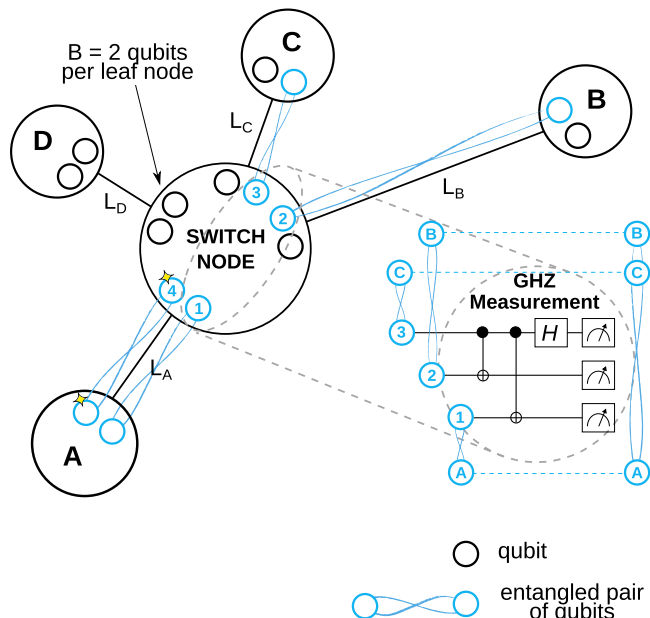 B = 2 qubits
per leaf node
C
B
D
L_C
L_B
L_D
3
2
SWITCH
NODE
4
1
L_A
A
B
B
C
C
GHZ
Measurement
3
H
2
1
A
A
qubit
entangled pair
of qubits